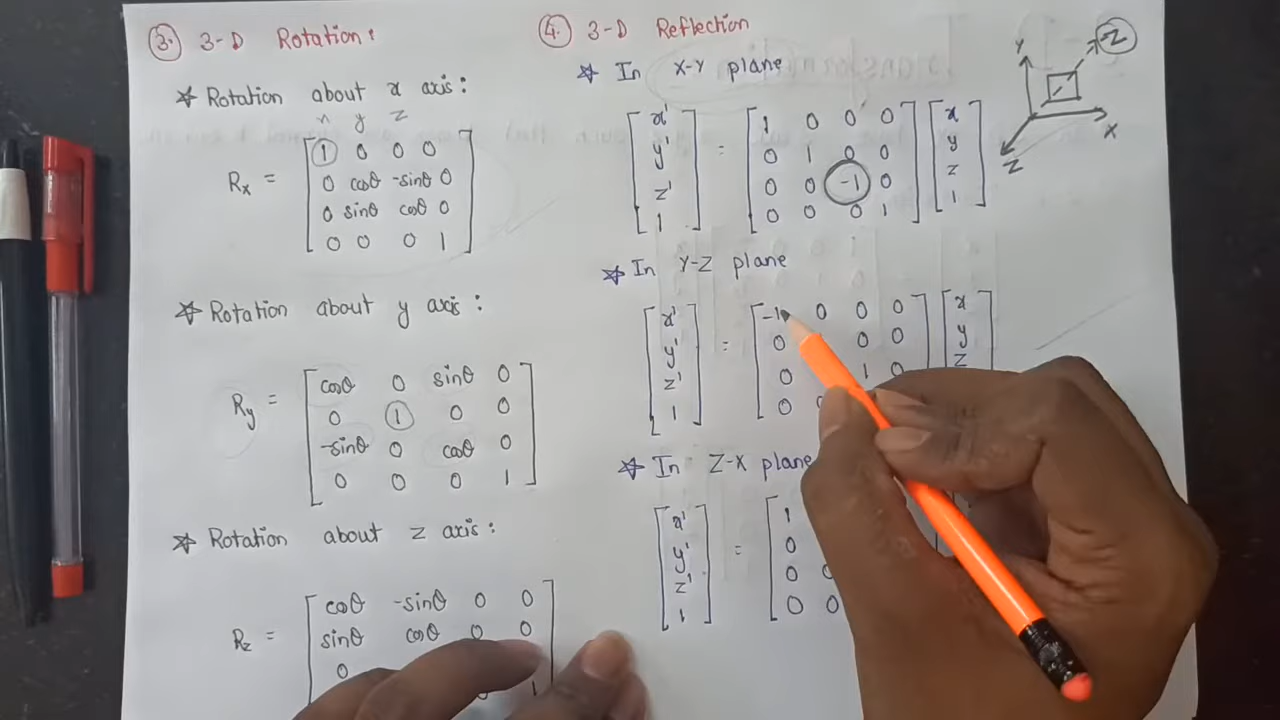 3. 3-D Rotation:
* Rotation about x axis:
x y z
Rx = [ 1 0 0 0
0 cosθ -sinθ 0
0 sinθ cosθ 0
0 0 0 1 ]
* Rotation about y axis:
Ry = [ cosθ 0 sinθ 0
0 1 0 0
-sinθ 0 cosθ 0
0 0 0 1 ]
* Rotation about z axis:
Rz = [ cosθ -sinθ 0 0
sinθ cosθ 0 0
0
1
4. 3-D Reflection
* In X-Y plane
[ x' = [ 1 0 0 0 ] [ x
y' 0 1 0 0 y
z' 0 0 -1 0 z
1 ] 0 0 0 1 ] 1 ]
Y -Z
X
Z
* In Y-Z plane
[ x' = [ -1 0 0 0 ] [ x
y' 0 0 0 y
z' 0 1 0 z
1 ] 0
* In Z-X plane
[ x' = [ 1
y' 0
z' 0 0
1 ] 0 0